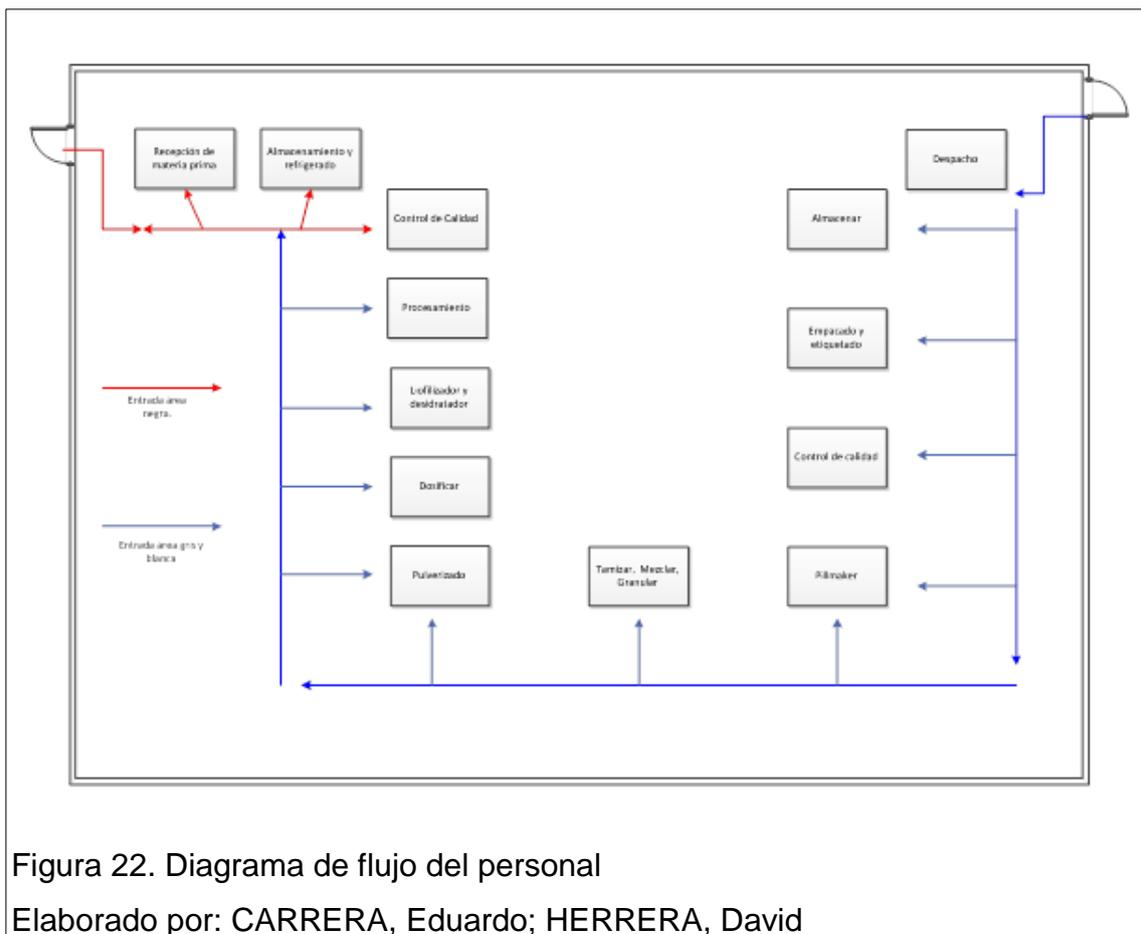 Recepción de
materia prima
Almacenamiento y
refrigerado
Despacho
Control de Calidad
Almacenar
Procesamiento
Empacado y
etiquetado
Liofilizador y
desidratador
Entrada área
negra.
Control de calidad
Dosificar
Entrada area gris y
blanca
Pulverizado
Tamizar, Mezclar,
Granular
Pillmaker
Figura 22. Diagrama de flujo del personal
Elaborado por: CARRERA, Eduardo; HERRERA, David